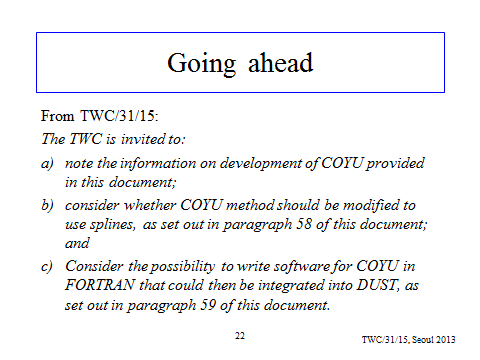 Going ahead
From TWC/31/15:
The TWC is invited to:
a) note the information on development of COYU provided
in this document;
b) consider whether COYU method should be modified to
use splines, as set out in paragraph 58 of this document;
and
c) Consider the possibility to write software for COYU in
FORTRAN that could then be integrated into DUST, as
set out in paragraph 59 of this document.
22
TWC/31/15, Seoul 2013